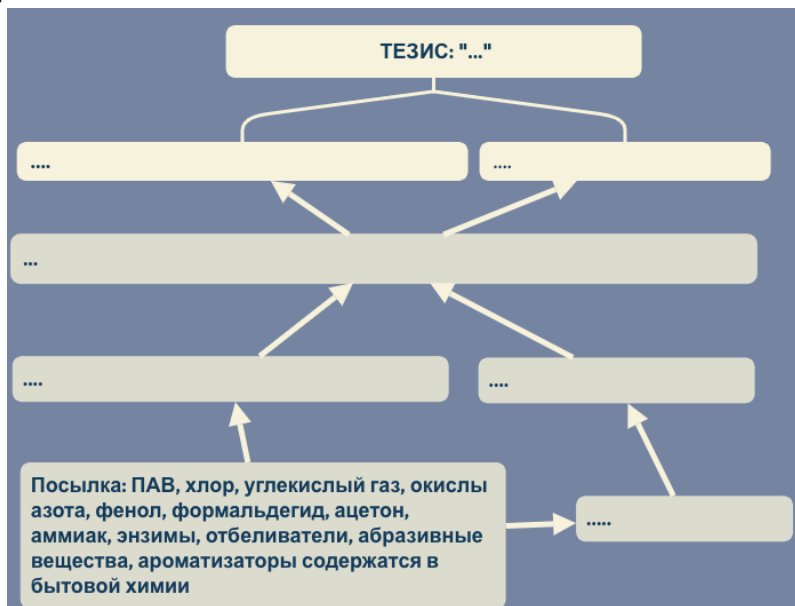 ТЕЗИС: "..."
....
....
...
....
....
Посылка: ПАВ, хлор, углекислый газ, окислы
азота, фенол, формальдегид, ацетон,
аммиак, энзимы, отбеливатели, абразивные
вещества, ароматизаторы содержатся в
бытовой химии
.....